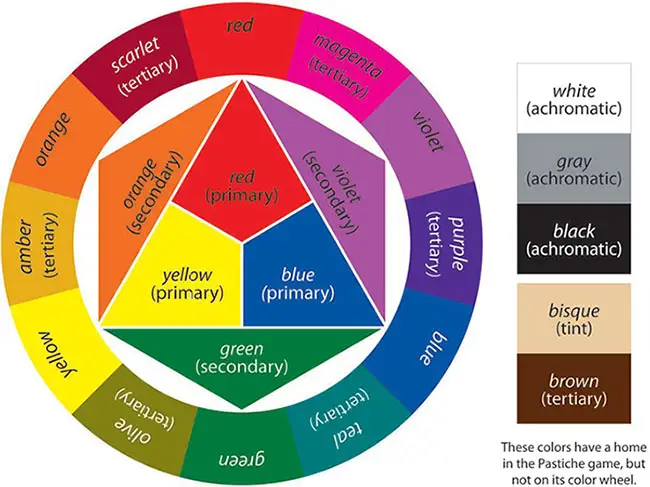 red
magenta
(tertiary)
violet
purple
(tertiary)
blue
teal
(tertiary)
green
olive
(tertiary)
yellow
amber
(tertiary)
orange
scarlet
(tertiary)
red
(primary)
orange
(secondary)
violet
(secondary)
yellow
(primary)
blue
(primary)
green
(secondary)
white
(achromatic)
gray
(achromatic)
black
(achromatic)
bisque
(tint)
brown
(tertiary)
These colors have a home
in the Pastiche game, but
not on its color wheel.